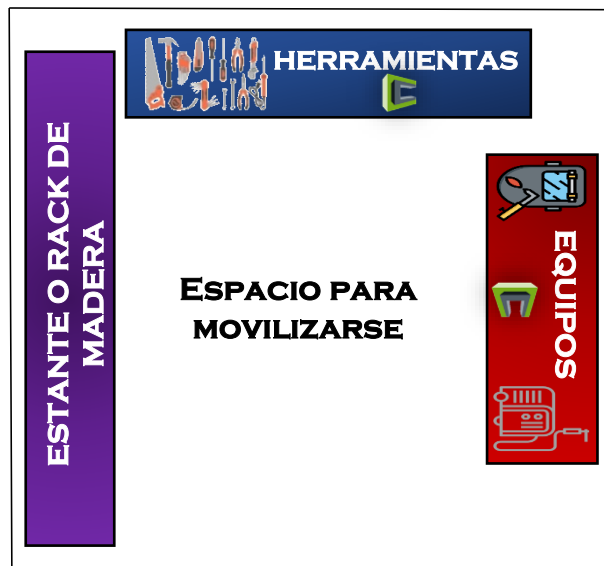 HERRAMIENTAS
ESTANTE O RACK DE
MADERA
ESPACIO PARA
MOVILIZARSE
EQUIPOS